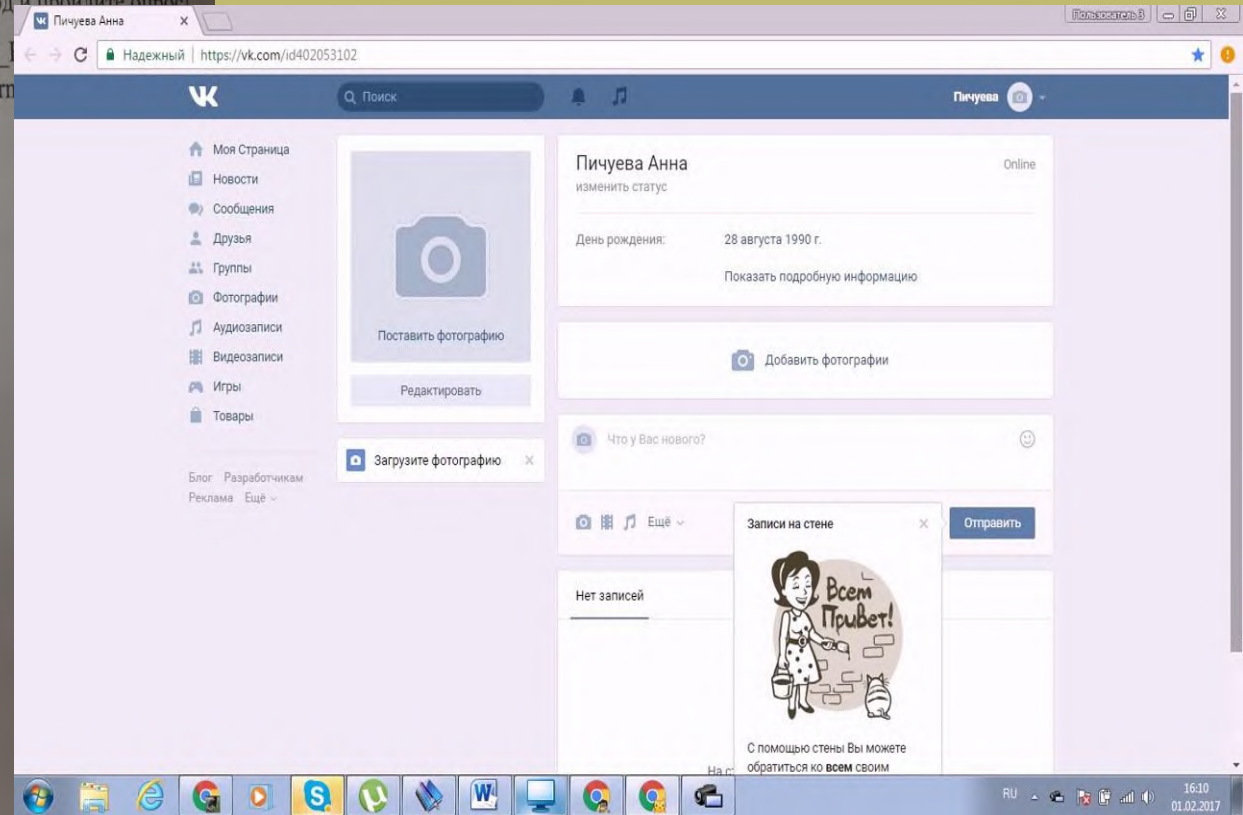 Пичуева Анна
Пользователь 3
Надежный | https://vk.com/id402053102
Поиск
Пичуева
Моя Страница
Новости
Сообщения
Друзья
Группы
Фотографии
Аудиозаписи
Видеозаписи
Игры
Товары
Блог Разработчикам
Реклама Ещё
Поставить фотографию
Редактировать
Загрузите фотографию
Пичуева Анна
Online
изменить статус
День рождения: 28 августа 1990 г.
Показать подробную информацию
Добавить фотографии
Что у Вас нового?
Ещё
Отправить
Записи на стене
Всем
Привет!
С помощью стены Вы можете
обратиться ко всем своим
Нет записей
RU
16:10
01.02.2017